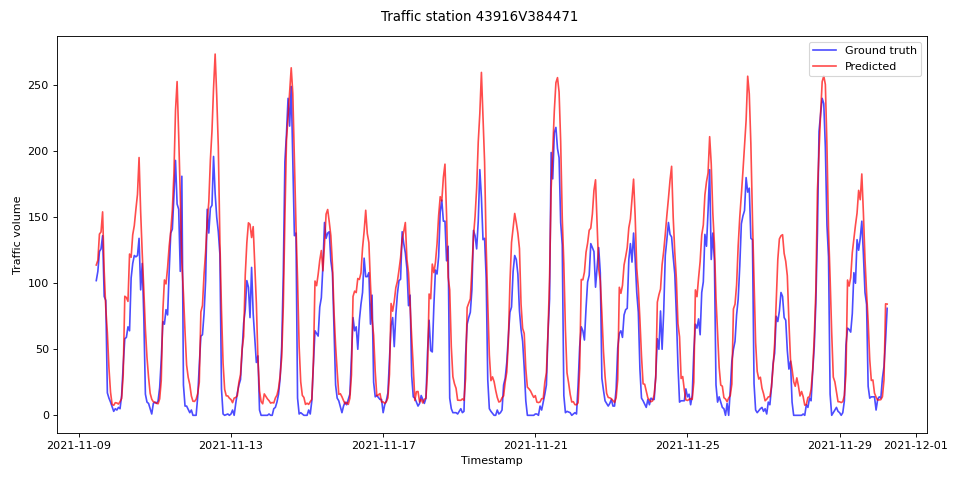 Traffic station 43916V384471
Ground truth
Predicted
Traffic volume
250
200
150
100
50
0
2021-11-09
2021-11-13
2021-11-17
2021-11-21
2021-11-25
2021-11-29
2021-12-01
Timestamp